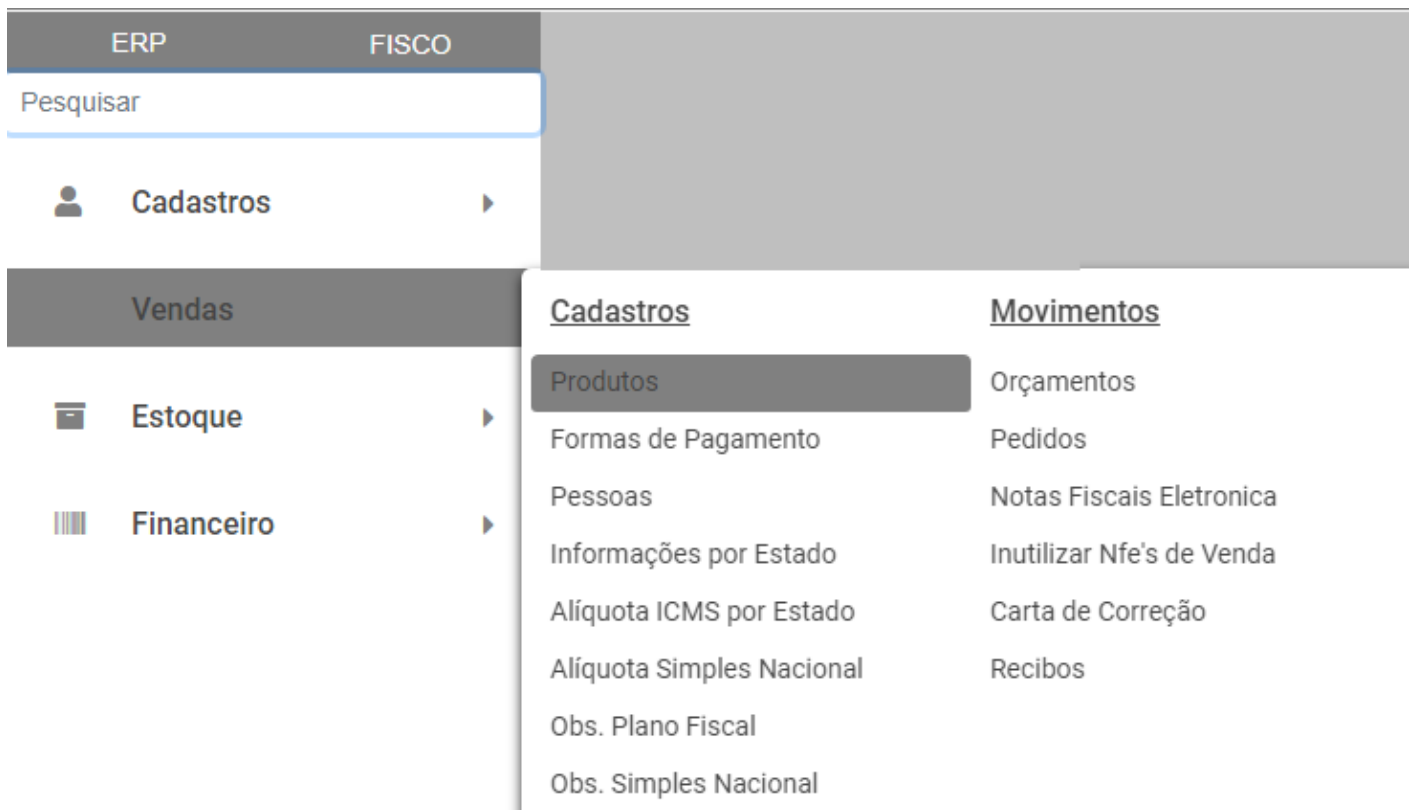 ERP FISCO
Pesquisar
Cadastros
Vendas
Estoque
Financeiro
Cadastros
Produtos
Formas de Pagamento
Pessoas
Informações por Estado
Alíquota ICMS por Estado
Alíquota Simples Nacional
Obs. Plano Fiscal
Obs. Simples Nacional
Movimentos
Orçamentos
Pedidos
Notas Fiscais Eletronica
Inutilizar Nfe's de Venda
Carta de Correção
Recibos